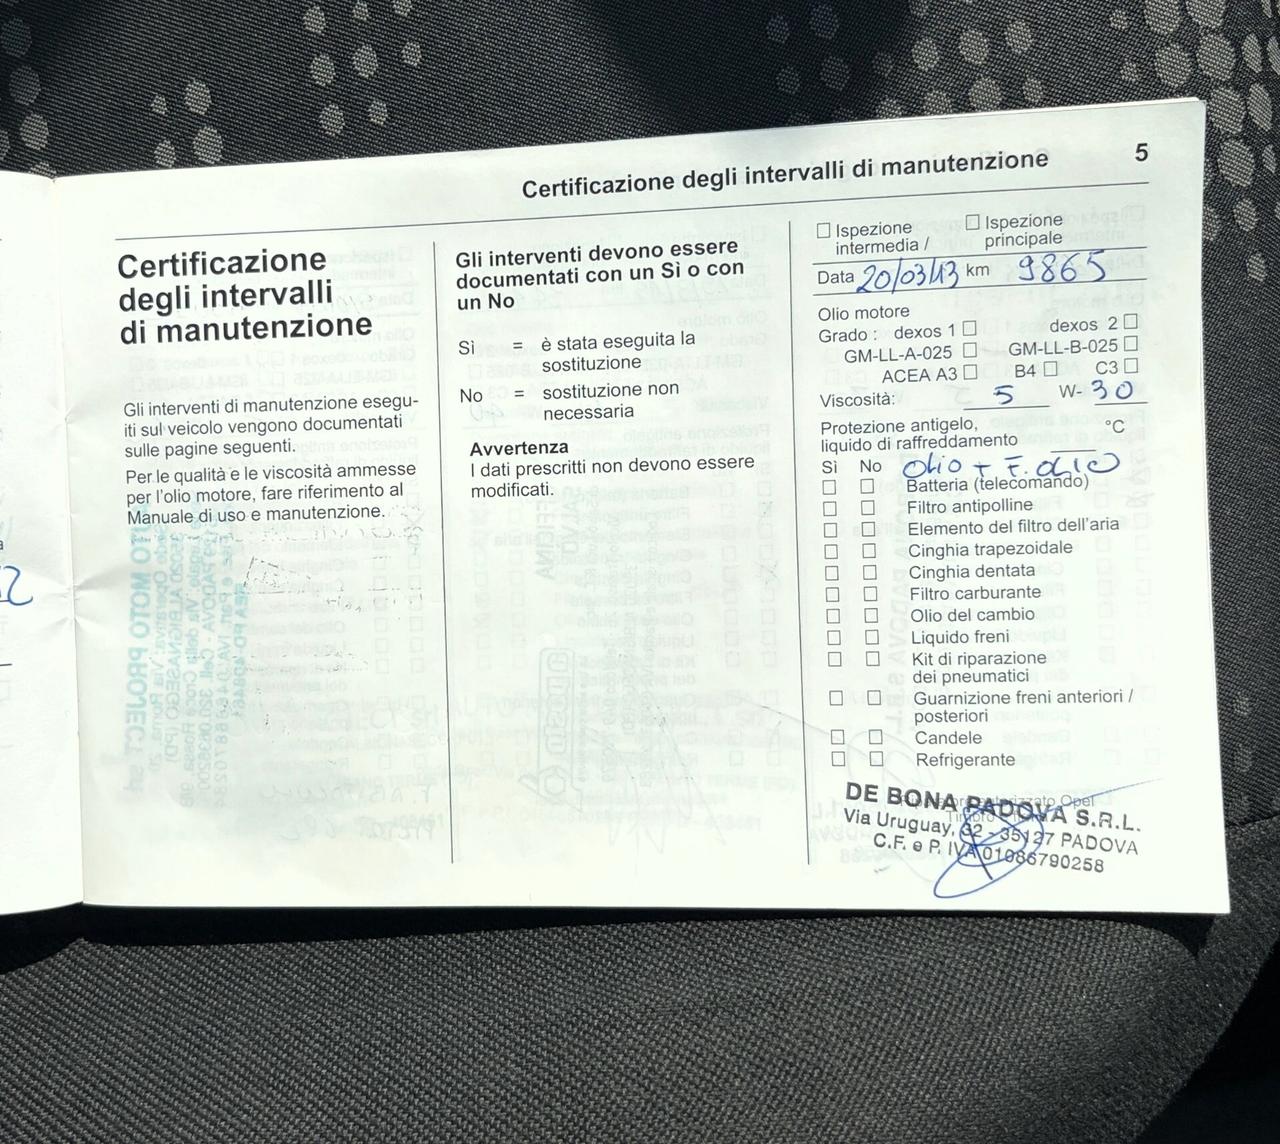 Certificazione degli intervalli di manutenzione 5
Certificazione
degli intervalli
di manutenzione
Gli interventi di manutenzione esegu-
iti sul veicolo vengono documentati
sulle pagine seguenti.
Per le qualità e le viscosità ammesse
per l'olio motore, fare riferimento al
Manuale di uso e manutenzione.
Gli interventi devono essere
documentati con un Sì o con
un No
Sì = è stata eseguita la
sostituzione
No = sostituzione non
necessaria
Avvertenza
I dati prescritti non devono essere
modificati.
☐ Ispezione ☐ Ispezione
intermedia / principale
Data 20/03/13 km 9865
Olio motore
Grado : dexos 1 ☐ dexos 2 ☐
GM-LL-A-025 ☐ GM-LL-B-025 ☐
ACEA A3 ☐ B4 ☐ C3 ☐
Viscosità: 5 W- 30
Protezione antigelo, °C
liquido di raffreddamento
Sì No Olio + F. olio
☐ ☐ Batteria (telecomando)
☐ ☐ Filtro antipolline
☐ ☐ Elemento del filtro dell'aria
☐ ☐ Cinghia trapezoidale
☐ ☐ Cinghia dentata
☐ ☐ Filtro carburante
☐ ☐ Olio del cambio
☐ ☐ Liquido freni
☐ ☐ Kit di riparazione
dei pneumatici
☐ ☐ Guarnizione freni anteriori /
posteriori
☐ ☐ Candele
☐ ☐ Refrigerante
DE BONA PADOVA S.R.L.
Via Uruguay, 32 - 35127 PADOVA
C.F. e P. IVA 01086790258